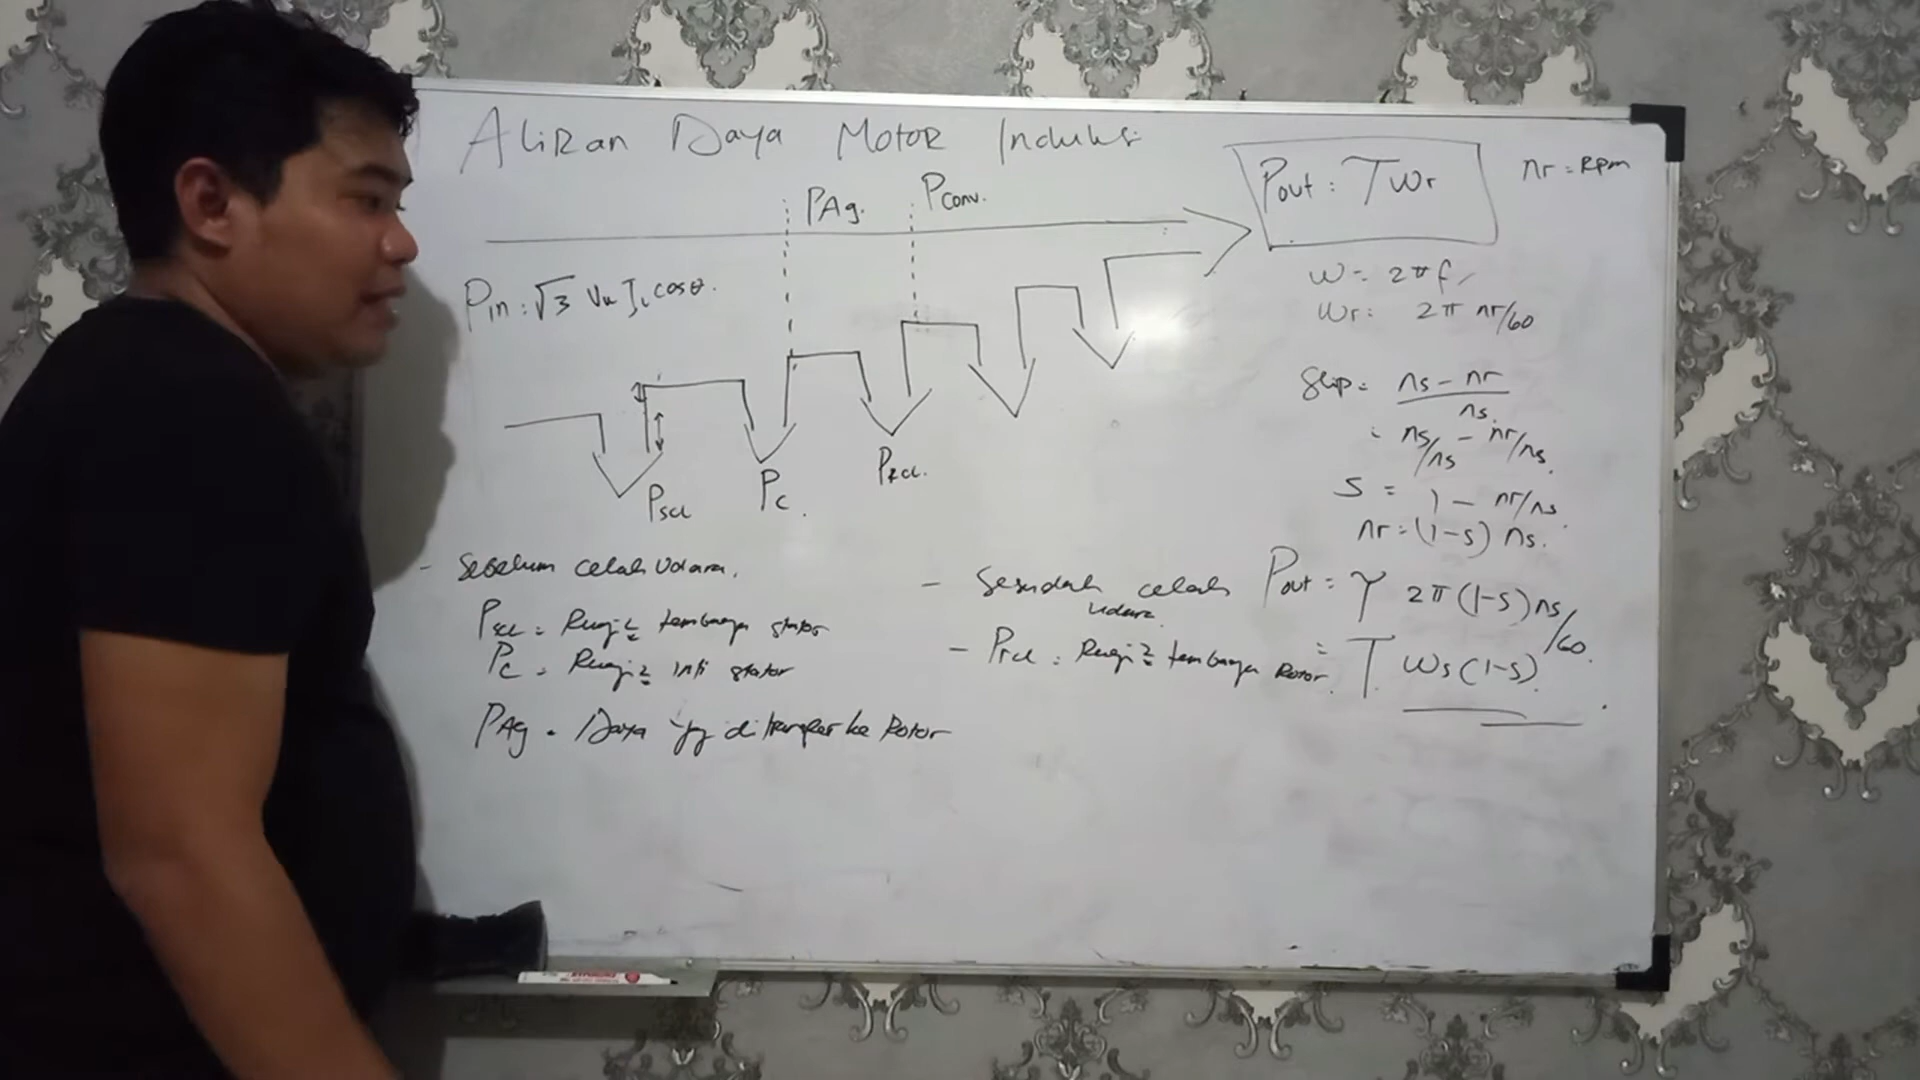 Aliran Daya Motor Induksi
PAg. Pconv.
Pout : Twr
nr = Rpm
Pin : √3 VLL IL cosθ.
w = 2πf
wr = 2π nr/60
Slip = ns - nr / ns
= ns/ns - nr/ns.
S = 1 - nr/ns.
nr = (1-s) ns.
Pscl
Pc.
Prcl.
- Sebelum celah Udara.
Pscl = Rugi2 tembaga stator
Pc = Rugi2 inti stator
PAg = Daya yg ditransfer ke Rotor
- Sesudah celah
udara.
- Prcl : Rugi2 tembaga Rotor.
Pout = T 2π(1-s)ns/60.
= T ws(1-s)